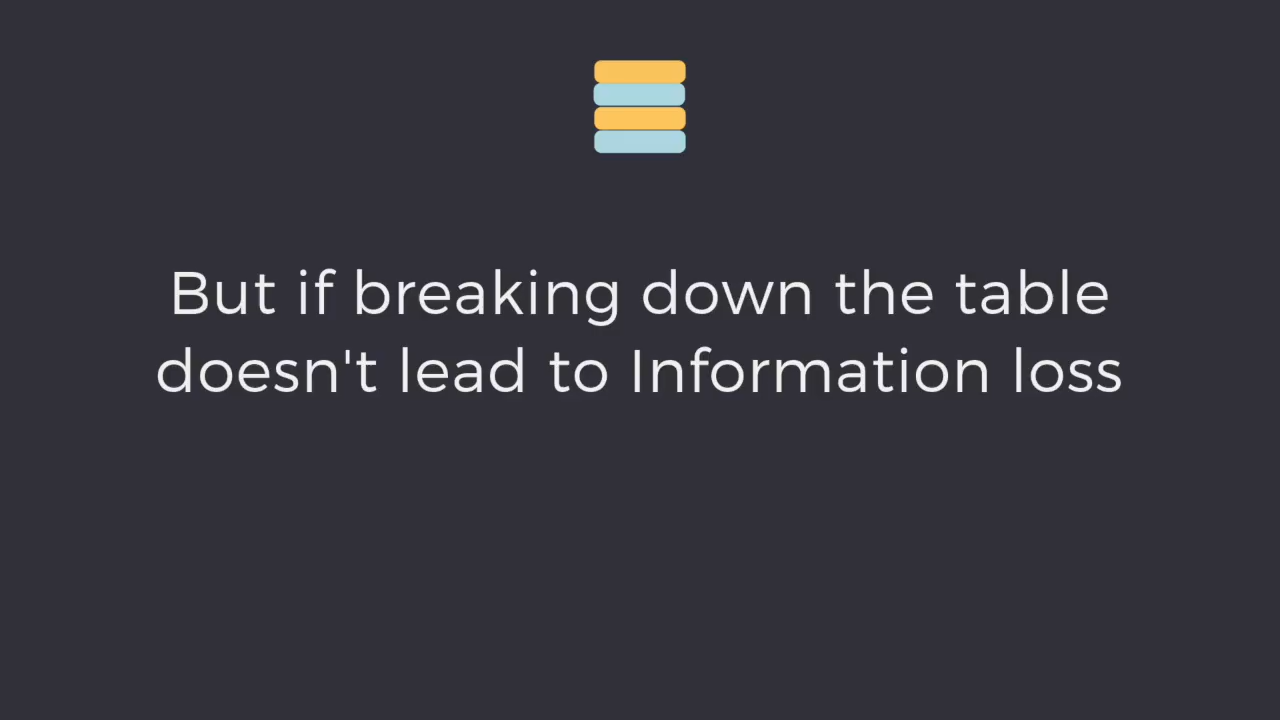 But if breaking down the table
doesn't lead to Information loss